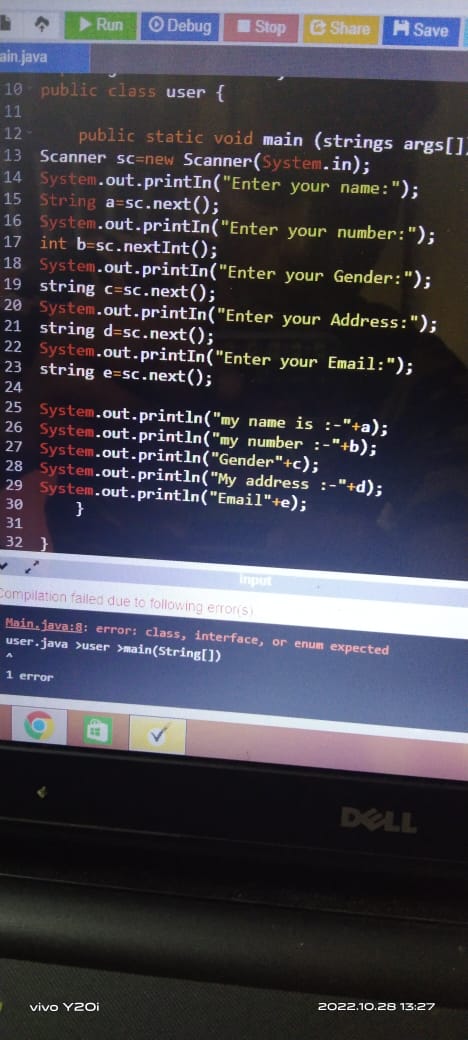 Run Debug Stop Share Save
ain.java
10 public class user {
11
12 public static void main (strings args[]
13 Scanner sc=new Scanner(System.in);
14 System.out.printIn("Enter your name:");
15 String a=sc.next();
16 System.out.printIn("Enter your number:");
17 int b=sc.nextInt();
18 System.out.printIn("Enter your Gender:");
19 string c=sc.next();
20 System.out.printIn("Enter your Address:");
21 string d=sc.next();
22 System.out.printIn("Enter your Email:");
23 string e=sc.next();
24
25 System.out.println("my name is :-"+a);
26 System.out.println("my number :-"+b);
27 System.out.println("Gender"+c);
28 System.out.println("My address :-"+d);
29 System.out.println("Email"+e);
30 }
31
32 }
input
Compilation failed due to following error(s).
Main.java:8: error: class, interface, or enum expected
user.java >user >main(String[])
^
1 error
DELL
vivo Y20i
2022.10.28 13:27